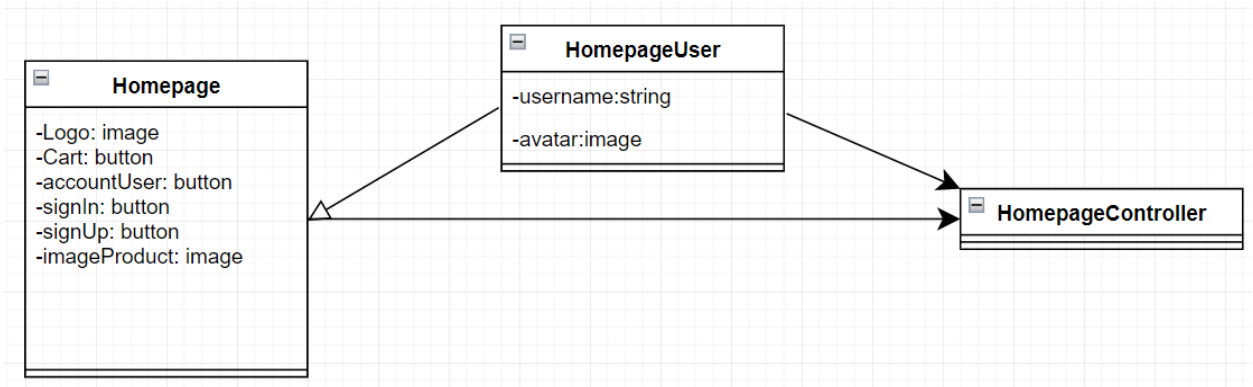 Homepage
-Logo: image
-Cart: button
-accountUser: button
-signIn: button
-signUp: button
-imageProduct: image
HomepageUser
-username:string
-avatar:image
HomepageController